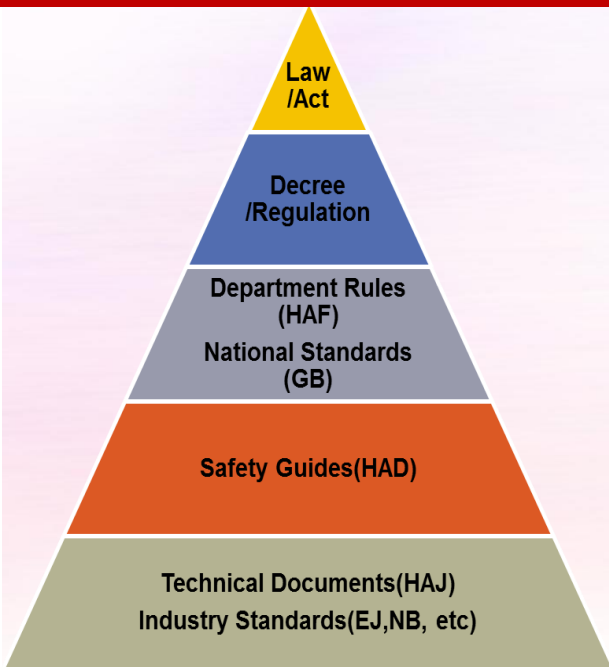 Law
/Act
Decree
/Regulation
Department Rules
(HAF)
National Standards
(GB)
Safety Guides(HAD)
Technical Documents(HAJ)
Industry Standards(EJ,NB, etc)